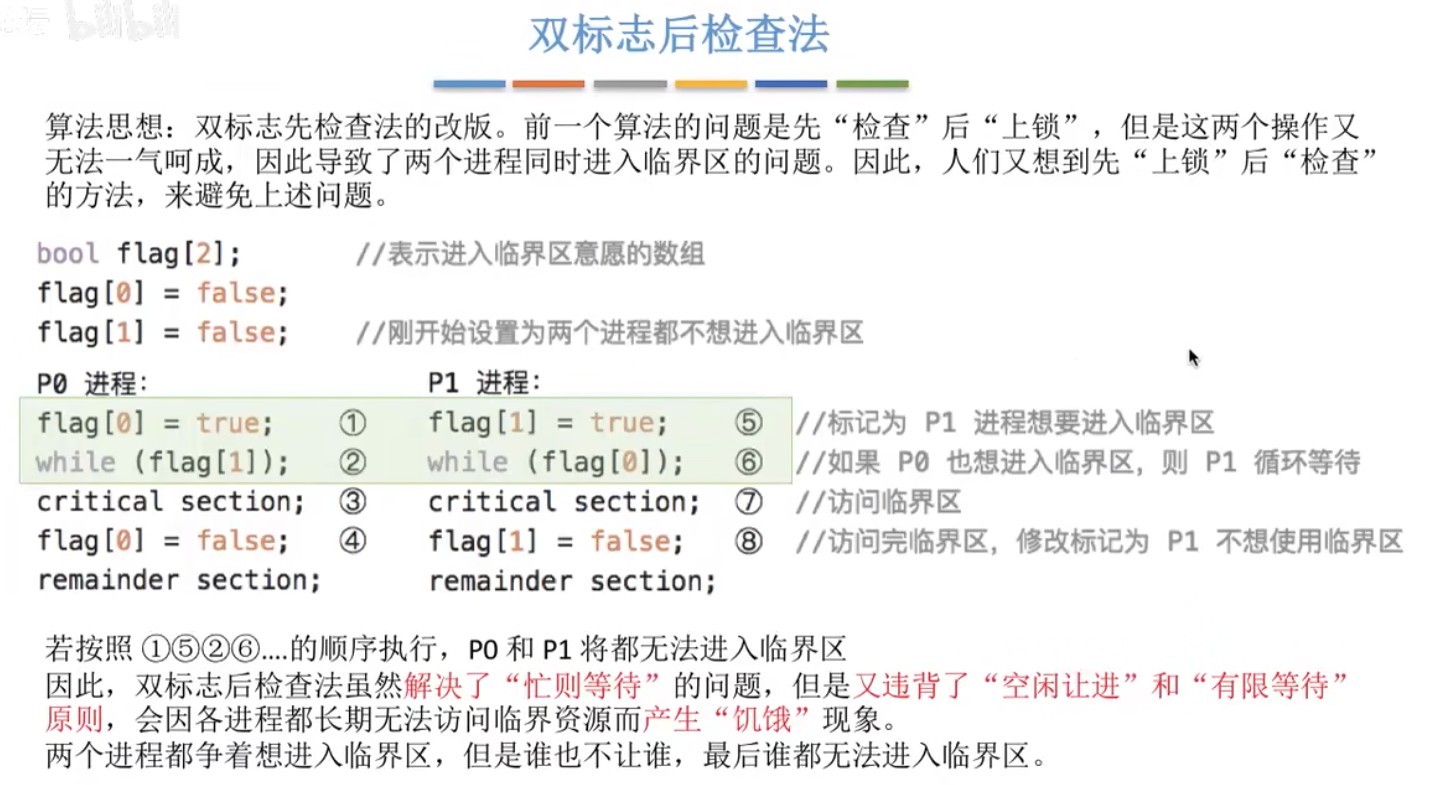 bilibili
双标志后检查法
算法思想：双标志先检查法的改版。前一个算法的问题是先“检查”后“上锁”，但是这两个操作又
无法一气呵成，因此导致了两个进程同时进入临界区的问题。因此，人们又想到先“上锁”后“检查”
的方法，来避免上述问题。
bool flag[2]; //表示进入临界区意愿的数组
flag[0] = false;
flag[1] = false; //刚开始设置为两个进程都不想进入临界区
P0 进程： P1 进程：
flag[0] = true; ① flag[1] = true; ⑤ //标记为 P1 进程想要进入临界区
while (flag[1]); ② while (flag[0]); ⑥ //如果 P0 也想进入临界区，则 P1 循环等待
critical section; ③ critical section; ⑦ //访问临界区
flag[0] = false; ④ flag[1] = false; ⑧ //访问完临界区，修改标记为 P1 不想使用临界区
remainder section; remainder section;
若按照 ①⑤②⑥....的顺序执行，P0 和 P1 将都无法进入临界区
因此，双标志后检查法虽然解决了“忙则等待”的问题，但是又违背了“空闲让进”和“有限等待”
原则，会因各进程都长期无法访问临界资源而产生“饥饿”现象。
两个进程都争着想进入临界区，但是谁也不让谁，最后谁都无法进入临界区。